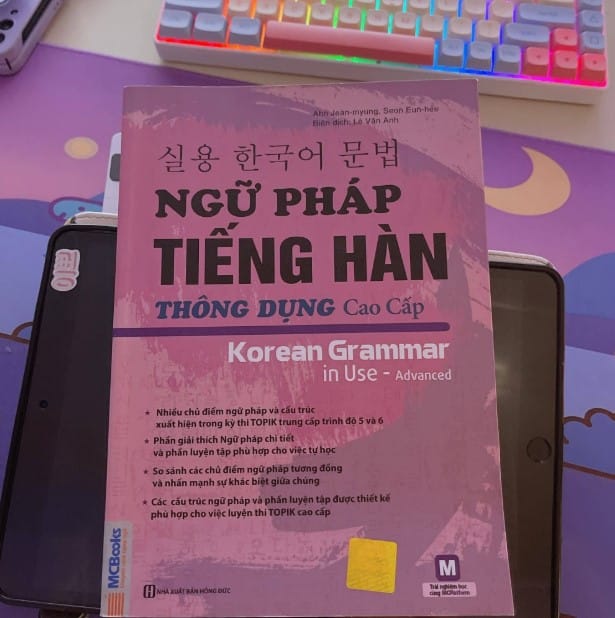 Ahn Jean-myung, Seon Eun-hee
Biên dịch: Lê Vân Anh
실용 한국어 문법
NGỮ PHÁP
TIẾNG HÀN
THÔNG DỤNG Cao Cấp
Korean Grammar
in Use - Advanced
★ Nhiều chủ điểm ngữ pháp và cấu trúc
xuất hiện trong kỳ thi TOPIK trung cấp trình độ 5 và 6
★ Phần giải thích Ngữ pháp chi tiết
và phần luyện tập phù hợp cho việc tự học
★ So sánh các chủ điểm ngữ pháp tương đồng
và nhấn mạnh sự khác biệt giữa chúng
★ Các cấu trúc ngữ pháp và phần luyện tập được thiết kế
phù hợp cho việc luyện thi TOPIK cao cấp
MCBooks
NHÀ XUẤT BẢN HỒNG ĐỨC
M
Trải nghiệm học
cùng MCPlatform